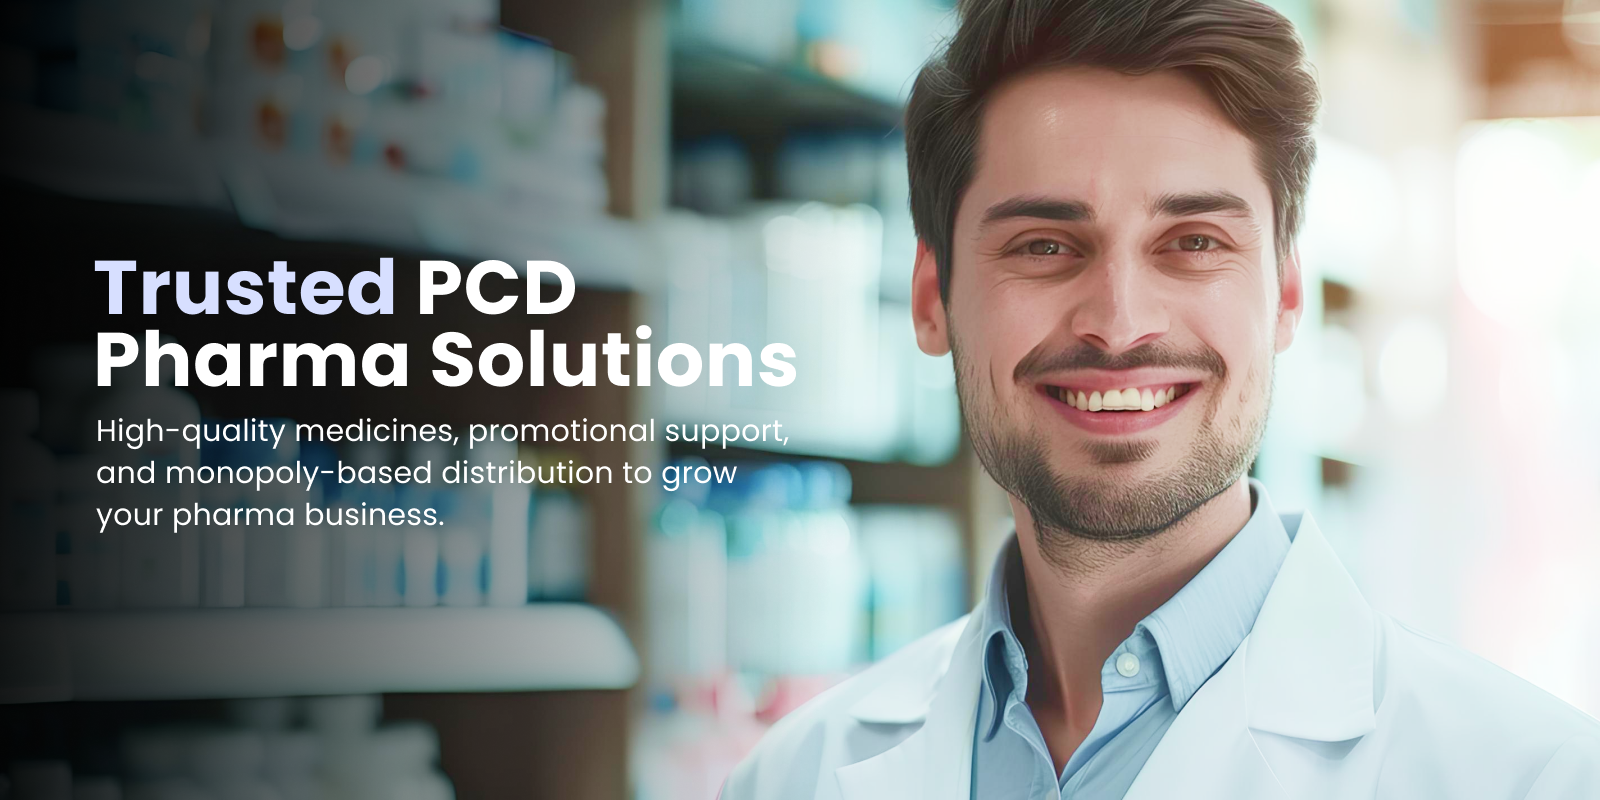 Trusted PCD
Pharma Solutions
High-quality medicines, promotional support,
and monopoly-based distribution to grow
your pharma business.